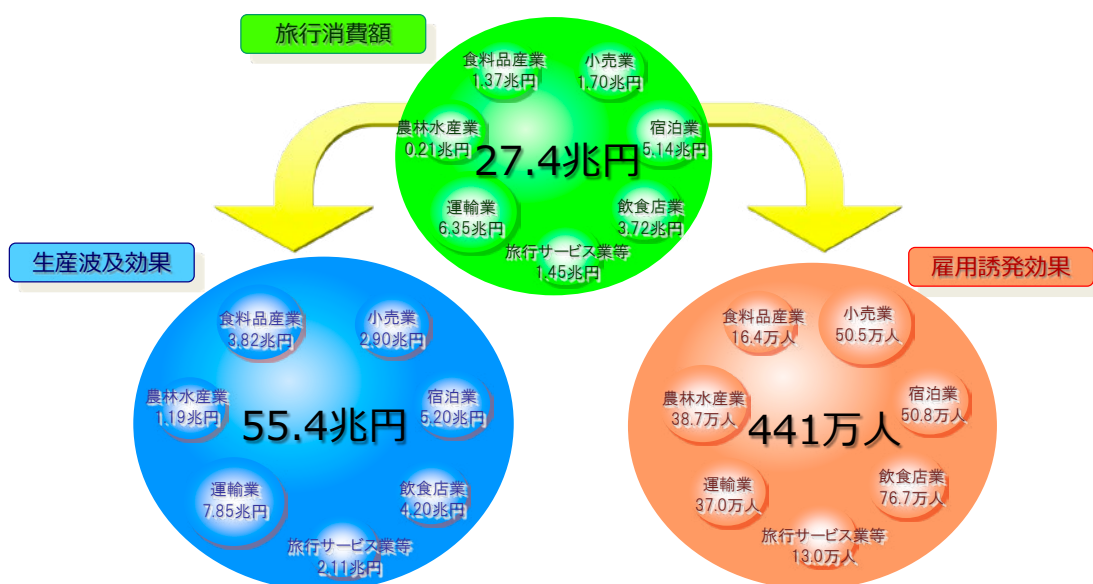 旅行消費額
食料品産業
1.37兆円
小売業
1.70兆円
農林水産業
0.21兆円
宿泊業
5.14兆円
27.4兆円
運輸業
6.35兆円
飲食店業
3.72兆円
旅行サービス業等
1.45兆円
生産波及効果
食料品産業
3.82兆円
小売業
2.90兆円
農林水産業
1.19兆円
宿泊業
5.20兆円
55.4兆円
運輸業
7.85兆円
飲食店業
4.20兆円
旅行サービス業等
2.11兆円
雇用誘発効果
食料品産業
16.4万人
小売業
50.5万人
農林水産業
38.7万人
宿泊業
50.8万人
441万人
運輸業
37.0万人
飲食店業
76.7万人
旅行サービス業等
13.0万人